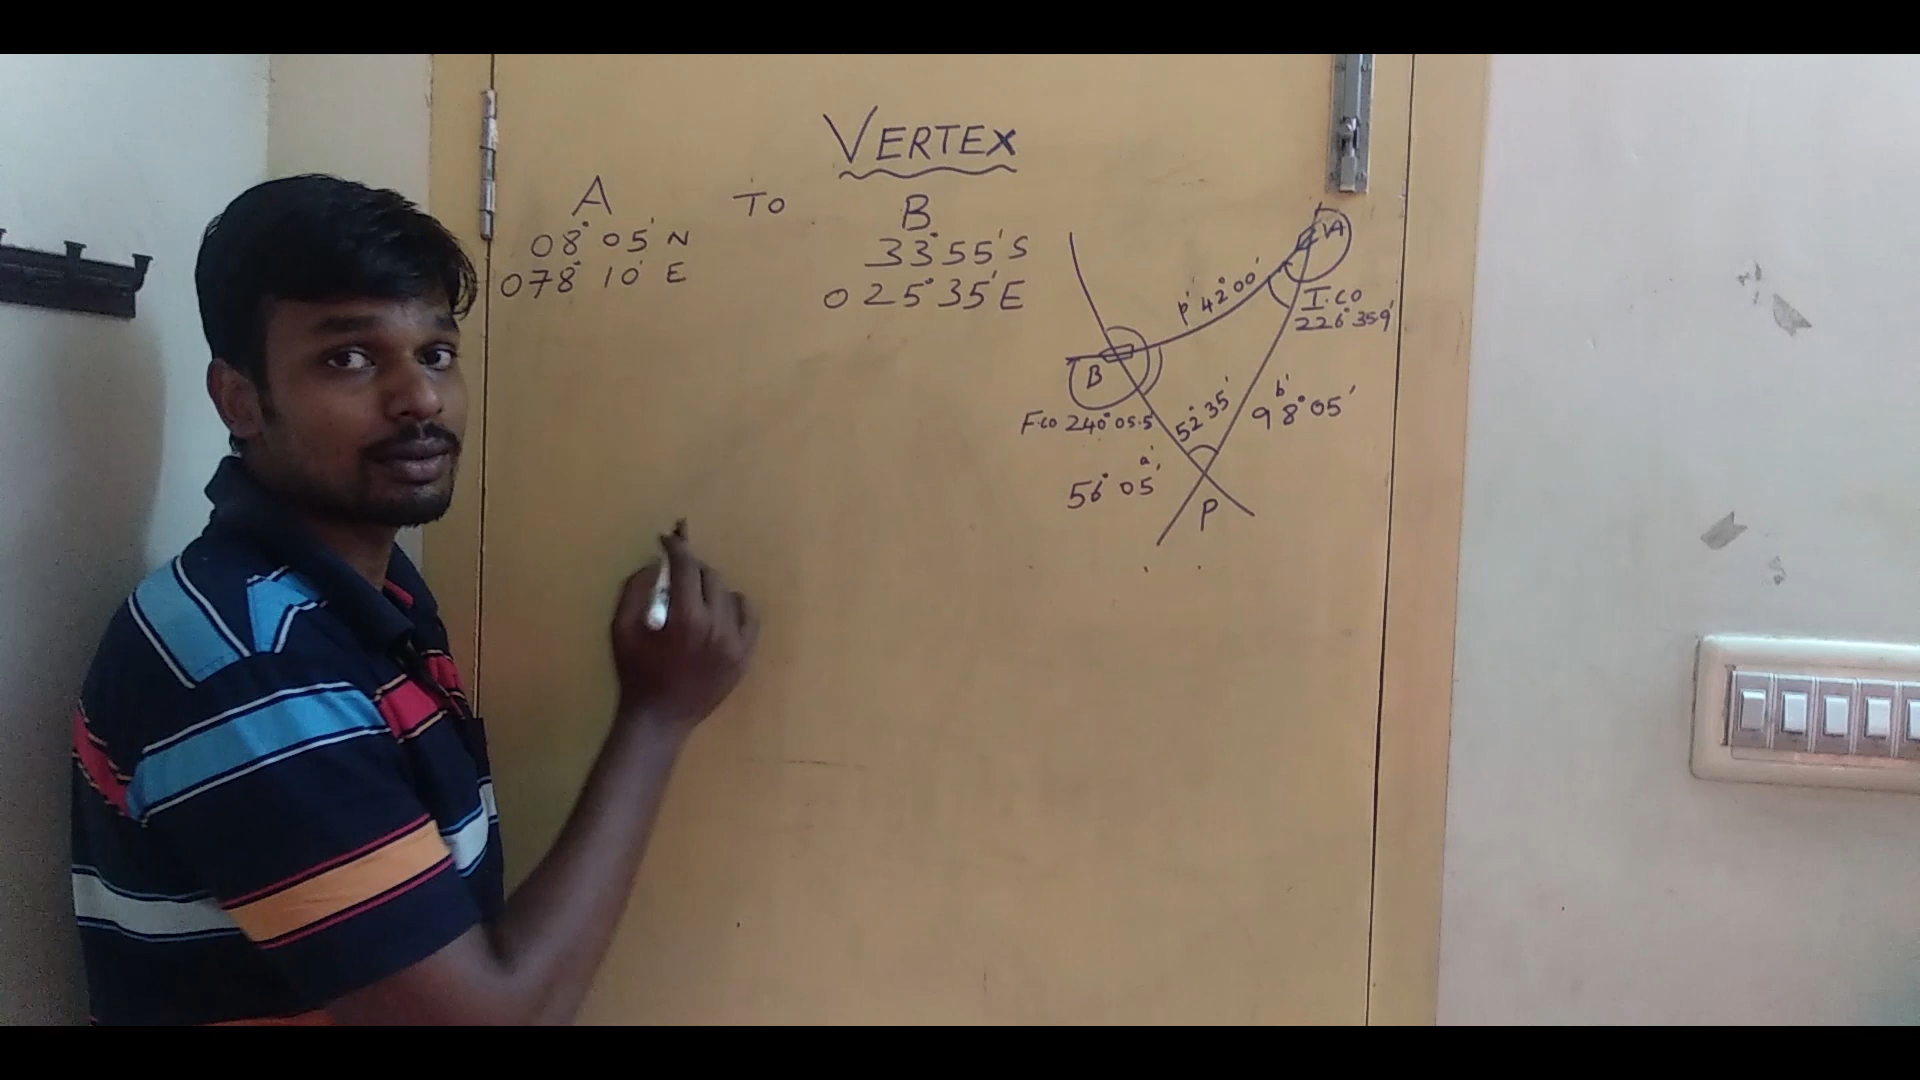 VERTEX
A To B
08° 05' N 33° 55' S
078° 10' E 025° 35' E
A
p' 42° 00'
I.co
226° 35.9'
B
F.co 240° 05.5
52° 35'
b'
98° 05'
a'
56° 05'
P